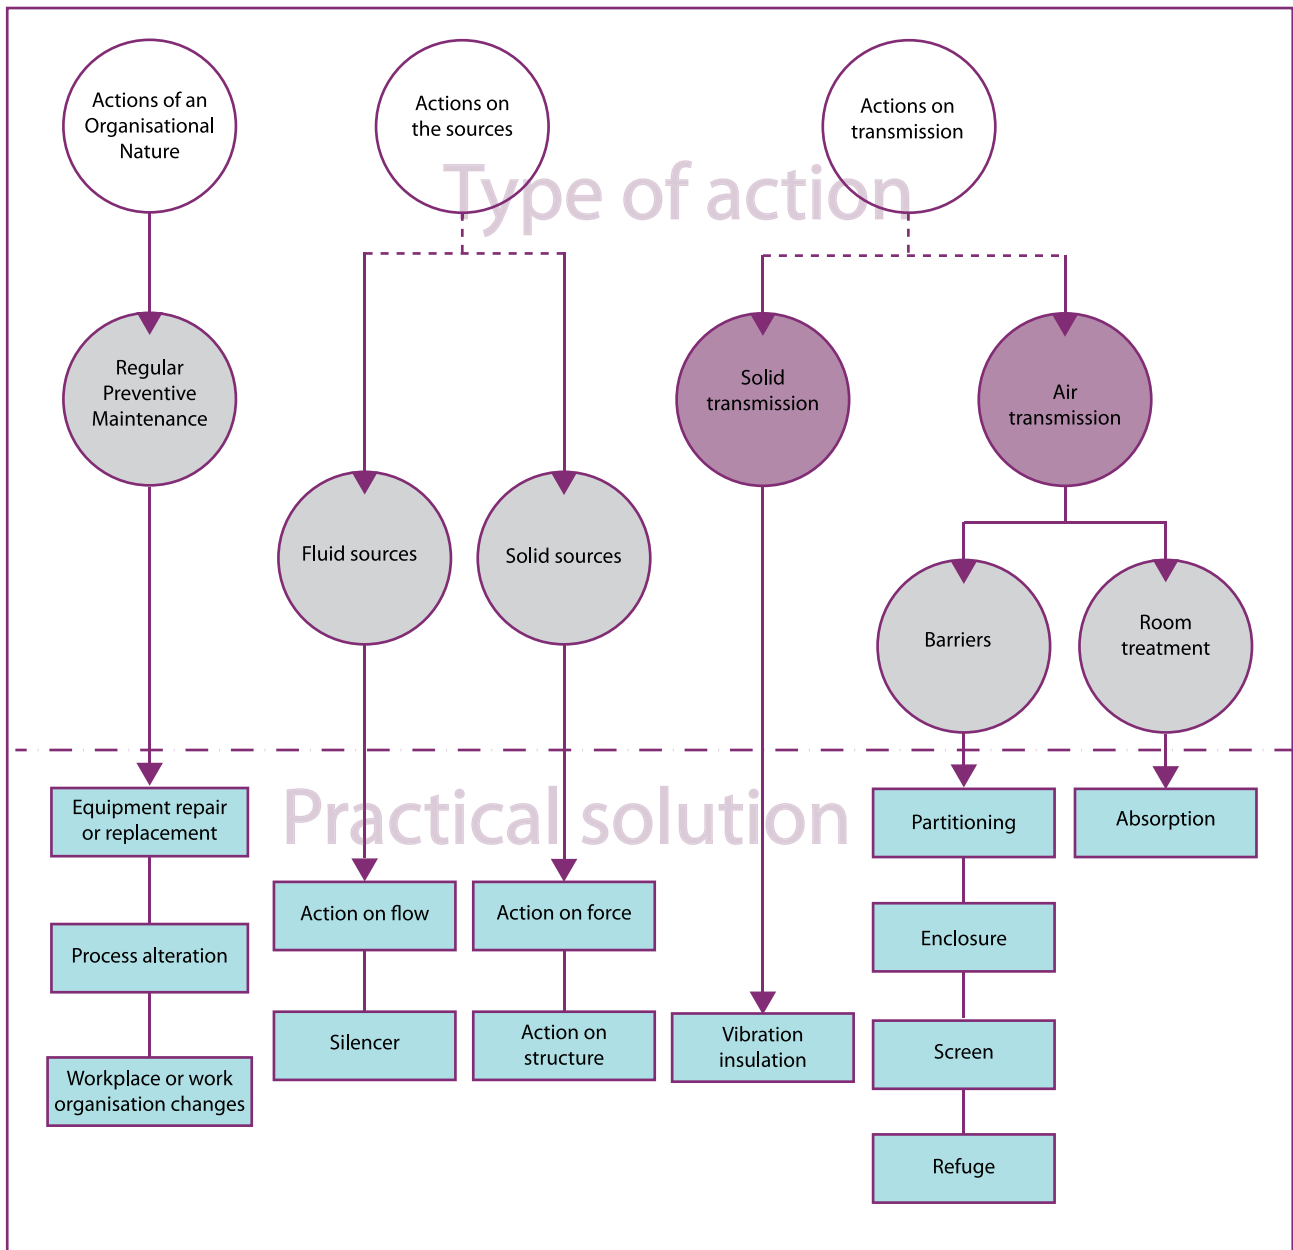 Actions of an
Organisational
Nature
Actions on
the sources
Actions on
transmission
Type of action
Regular
Preventive
Maintenance
Solid
transmission
Air
transmission
Fluid sources
Solid sources
Barriers
Room
treatment
Practical solution
Equipment repair
or replacement
Partitioning
Absorption
Action on flow
Action on force
Process alteration
Enclosure
Silencer
Action on
structure
Vibration
insulation
Screen
Workplace or work
organisation changes
Refuge